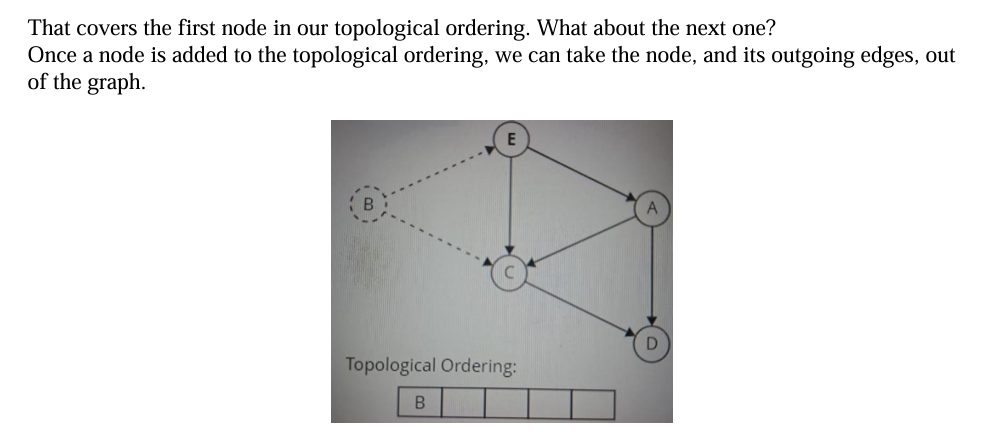 That covers the first node in our topological ordering. What about the next one?
Once a node is added to the topological ordering, we can take the node, and its outgoing edges, out
of the graph.
E
B
A
C
D
Topological Ordering:
B